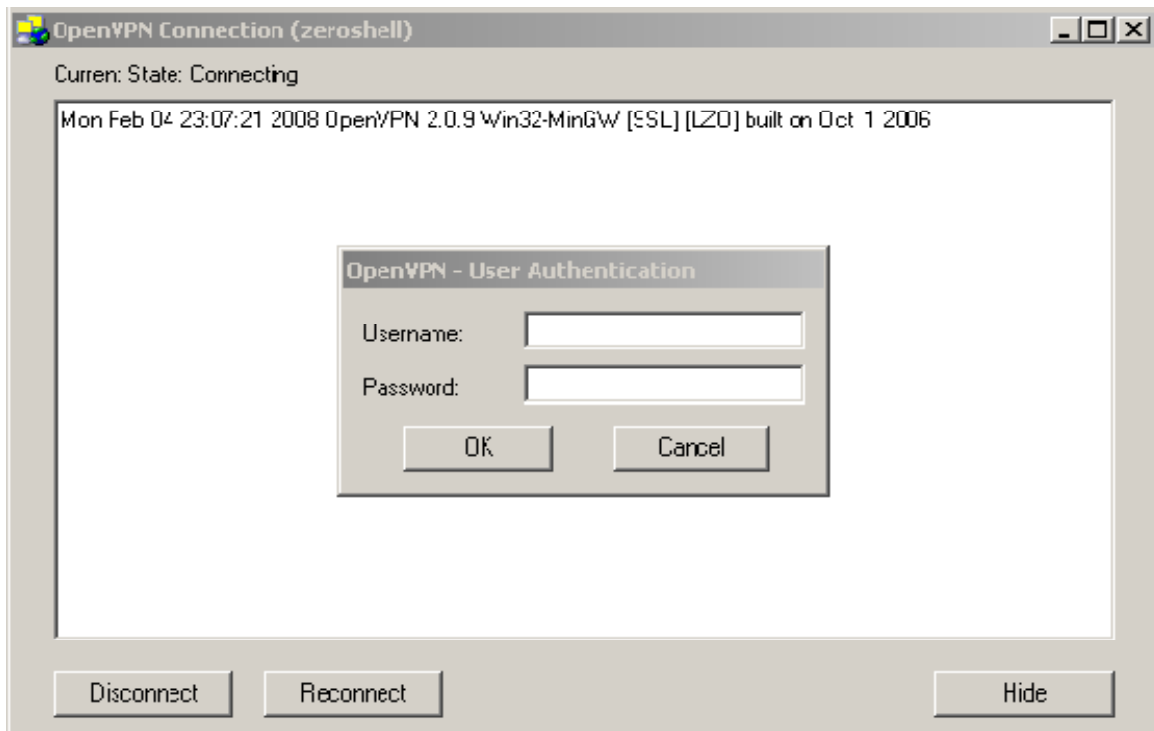 OpenVPN Connection (zeroshell)
Curren: State: Connecting
Mon Feb 04 23:07:21 2008 OpenVPN 2.0.9 Win32-MinGW [SSL] [LZO] built on Oct 1 2006
OpenVPN - User Authentication
Username:
Password:
OK Cancel
Disconnect Reconnect Hide